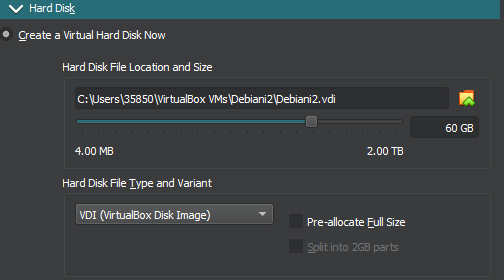 Hard Disk
Create a Virtual Hard Disk Now
Hard Disk File Location and Size
C:\Users\35850\VirtualBox VMs\Debiani2\Debiani2.vdi
60 GB
4.00 MB 2.00 TB
Hard Disk File Type and Variant
VDI (VirtualBox Disk Image)
Pre-allocate Full Size
Split into 2GB parts